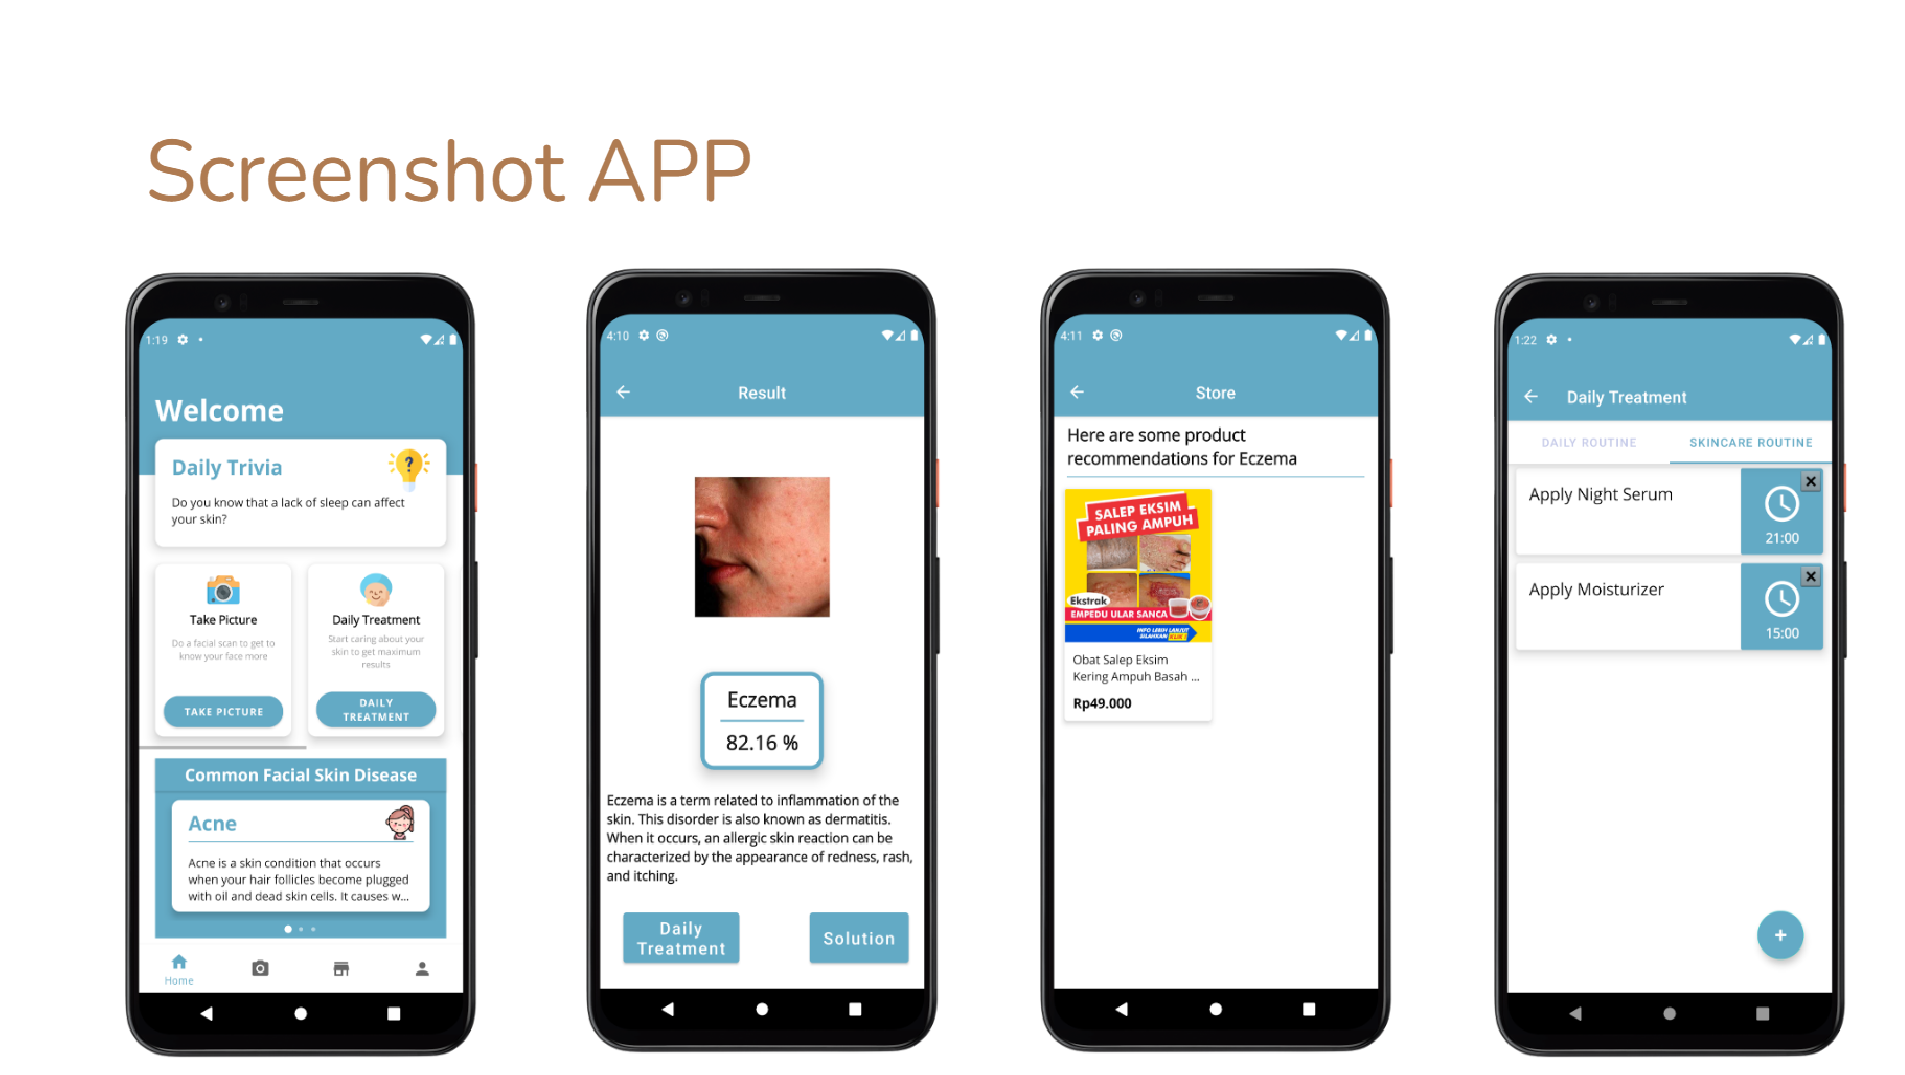 Screenshot APP
1:19
Welcome
Daily Trivia
Do you know that a lack of sleep can affect
your skin?
Take Picture
Do a facial scan to get to
know your face more
TAKE PICTURE
Daily Treatment
Start caring about your
skin to get maximum
results
DAILY
TREATMENT
Common Facial Skin Disease
Acne
Acne is a skin condition that occurs
when your hair follicles become plugged
with oil and dead skin cells. It causes w...
Home
4:10
Result
Eczema
82.16 %
Eczema is a term related to inflammation of the
skin. This disorder is also known as dermatitis.
When it occurs, an allergic skin reaction can be
characterized by the appearance of redness, rash,
and itching.
Daily
Treatment
Solution
4:11
Store
Here are some product
recommendations for Eczema
SALEP EKSIM
PALING AMPUH
Ekstrak
EMPEDU ULAR SANCA
INFO LEBIH LANJUT
SILAHKAN KLIK!
Obat Salep Eksim
Kering Ampuh Basah ...
Rp49.000
1:22
Daily Treatment
DAILY ROUTINE
SKINCARE ROUTINE
Apply Night Serum
21:00
Apply Moisturizer
15:00